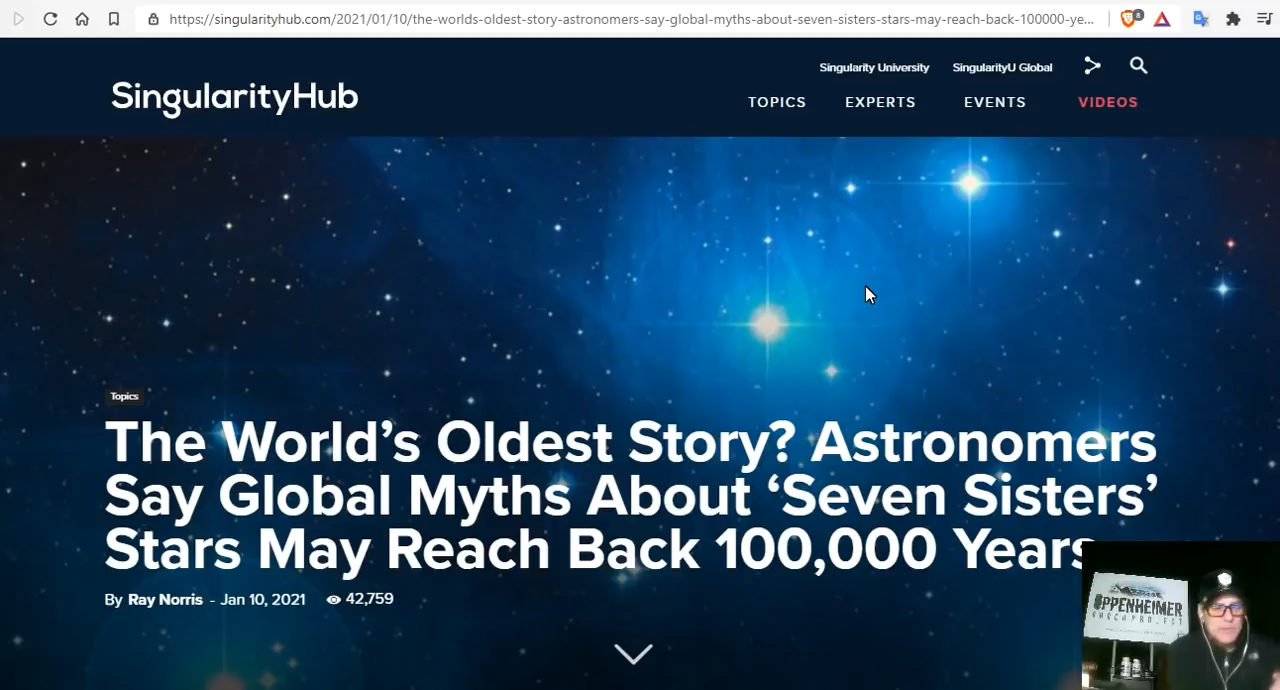 https://singularityhub.com/2021/01/10/the-worlds-oldest-story-astronomers-say-global-myths-about-seven-sisters-stars-may-reach-back-100000-ye...
8
Singularity University SingularityU Global
SingularityHub
TOPICS EXPERTS EVENTS VIDEOS
Topics
The World’s Oldest Story? Astronomers
Say Global Myths About ‘Seven Sisters’
Stars May Reach Back 100,000 Years
By Ray Norris - Jan 10, 2021 42,759
OPPENHEIMER